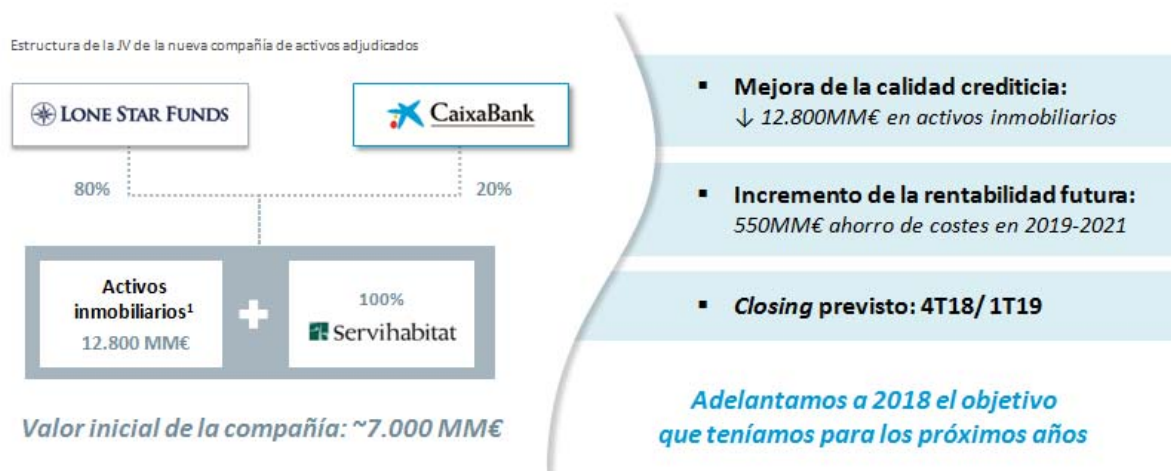 Estructura de la JV de la nueva compañía de activos adjudicados
LONE STAR FUNDS
CaixaBank
80%
20%
Activos
inmobiliarios¹
12.800 MM€
100%
Servihabitat
Valor inicial de la compañía: ~7.000 MM€
▪ Mejora de la calidad crediticia:
↓ 12.800MM€ en activos inmobiliarios
▪ Incremento de la rentabilidad futura:
550MM€ ahorro de costes en 2019-2021
▪ Closing previsto: 4T18/ 1T19
Adelantamos a 2018 el objetivo
que teníamos para los próximos años